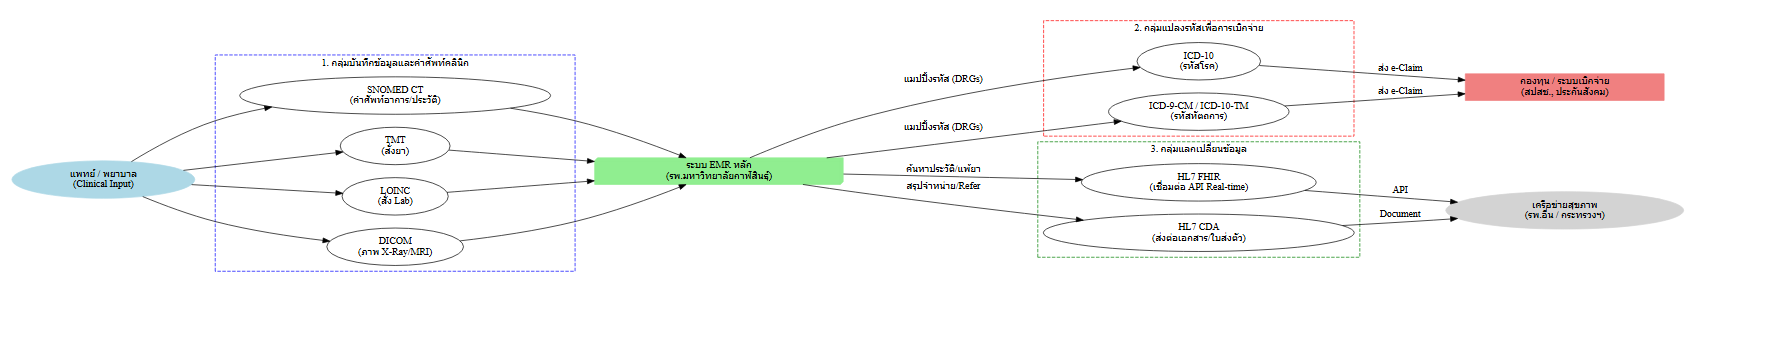 แพทย์ / พยาบาล
(Clinical Input)
1. กลุ่มบันทึกข้อมูลและคำศัพท์คลินิก
SNOMED CT
(คำศัพท์อาการ/ประวัติ)
TMT
(สั่งยา)
LOINC
(สั่ง Lab)
DICOM
(ภาพ X-Ray/MRI)
ระบบ EMR หลัก
(รพ.มหาวิทยาลัยกาฬสินธุ์)
แมปปิ้งรหัส (DRGs)
แมปปิ้งรหัส (DRGs)
ค้นหาประวัติ/แพ้ยา
สรุปจำหน่าย/Refer
2. กลุ่มแปลงรหัสเพื่อการเบิกจ่าย
ICD-10
(รหัสโรค)
ICD-9-CM / ICD-10-TM
(รหัสหัตถการ)
3. กลุ่มแลกเปลี่ยนข้อมูล
HL7 FHIR
(เชื่อมต่อ API Real-time)
HL7 CDA
(ส่งต่อเอกสาร/ใบส่งตัว)
ส่ง e-Claim
ส่ง e-Claim
API
Document
กองทุน / ระบบเบิกจ่าย
(สปสช., ประกันสังคม)
เครือข่ายสุขภาพ
(รพ.อื่น / กระทรวงฯ)